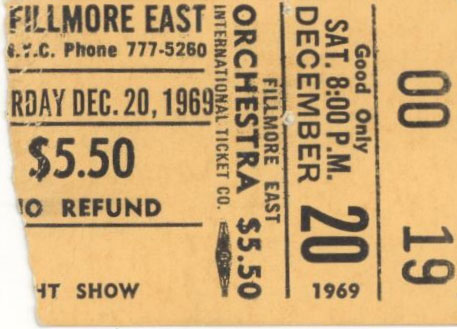 FILLMORE EAST
N.Y.C. Phone 777-5260
RDAY DEC. 20, 1969
$5.50
NO REFUND
HT SHOW
INTERNATIONAL TICKET CO.
ORCHESTRA $5.50
FILLMORE EAST
DECEMBER 20
SAT. 8:00 P.M.
Good Only
1969
00 19